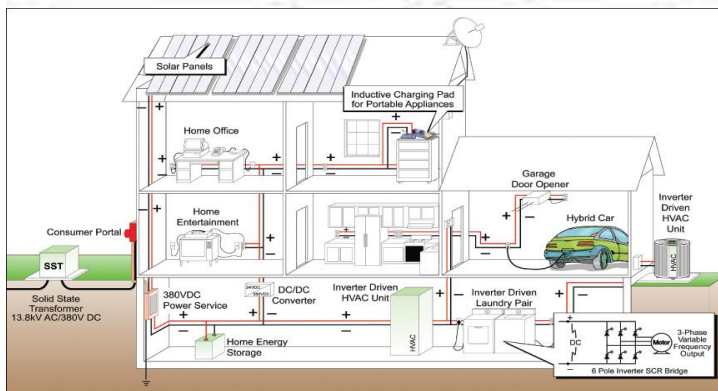 Solar Panels
Inductive Charging Pad
for Portable Appliances
Home Office
Garage
Door Opener
Inverter
Driven
HVAC
Unit
Home
Entertainment
Consumer Portal
Hybrid Car
HVAC
SST
Solid State
Transformer
13.8kV AC/380V DC
380VDC
Power Service
24VDC
380VDC
DC/DC
Converter
Inverter Driven
HVAC Unit
HVAC
Inverter Driven
Laundry Pair
Home Energy
Storage
DC
Motor
3-Phase
Variable
Frequency
Output
6 Pole Inverter SCR Bridge